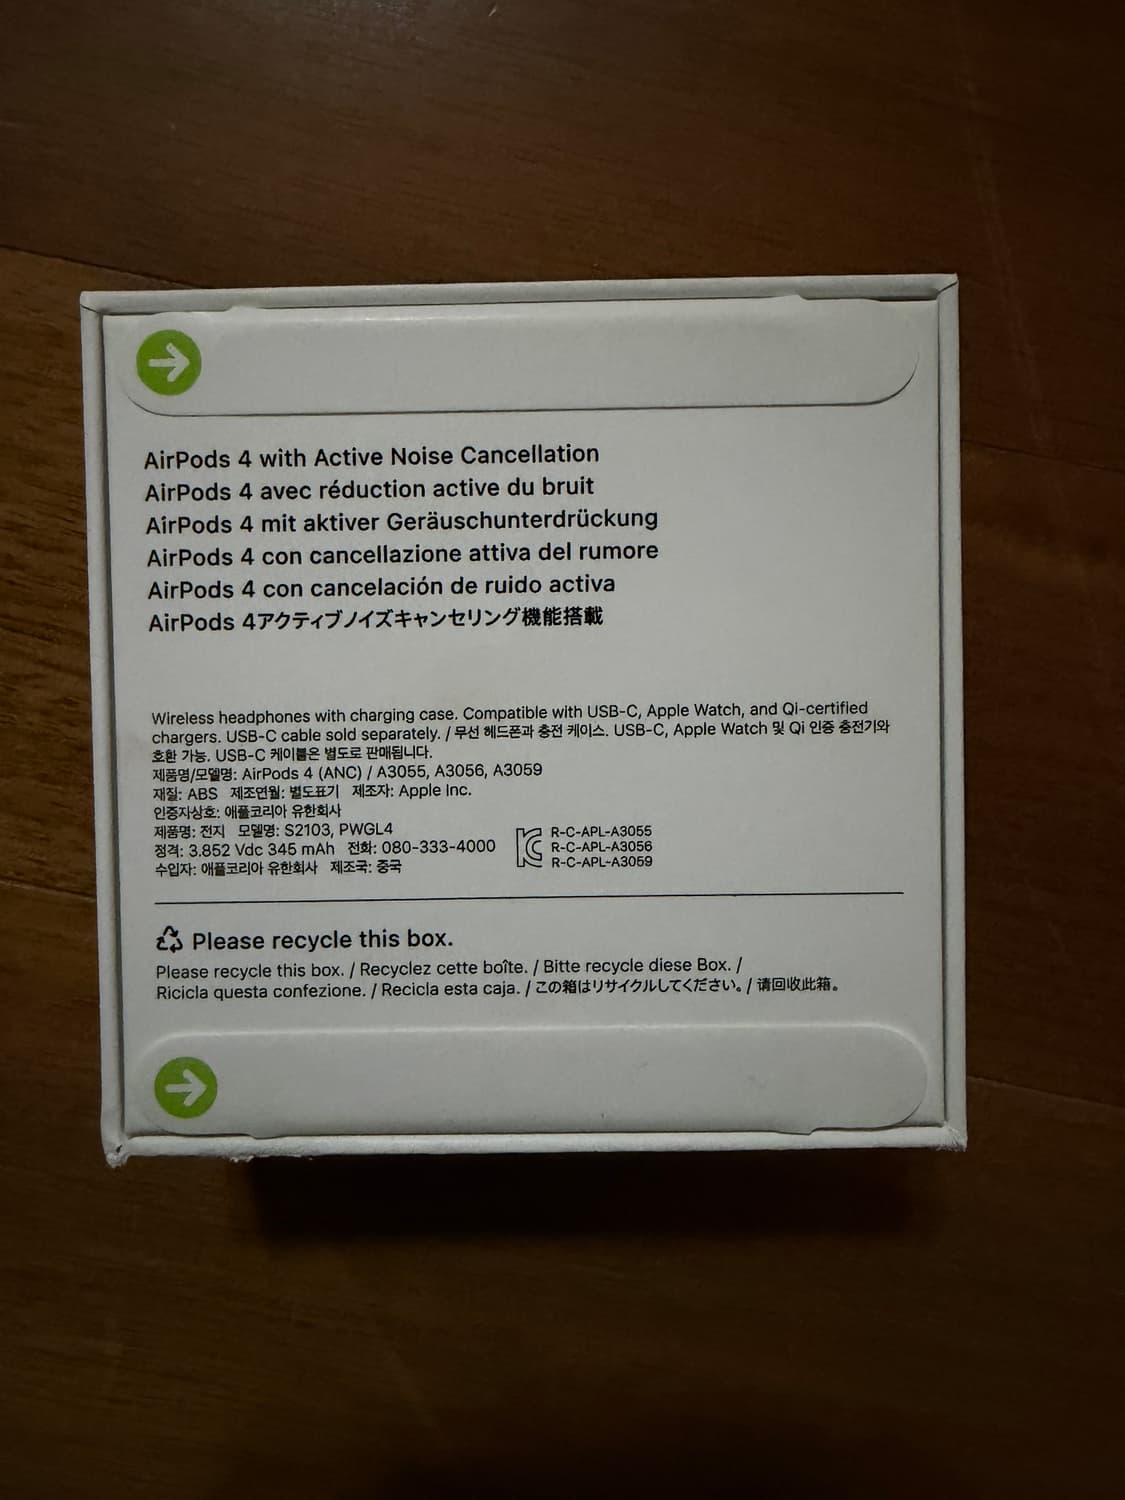 AirPods 4 with Active Noise Cancellation
AirPods 4 avec réduction active du bruit
AirPods 4 mit aktiver Geräuschunterdrückung
AirPods 4 con cancellazione attiva del rumore
AirPods 4 con cancelación de ruido activa
AirPods 4アクティブノイズキャンセリング機能搭載
Wireless headphones with charging case. Compatible with USB-C, Apple Watch, and Qi-certified
chargers. USB-C cable sold separately. / 무선 헤드폰과 충전 케이스. USB-C, Apple Watch 및 Qi 인증 충전기와
호환 가능. USB-C 케이블은 별도로 판매됩니다.
제품명/모델명: AirPods 4 (ANC) / A3055, A3056, A3059
재질: ABS 제조연월: 별도표기 제조자: Apple Inc.
인증자상호: 애플코리아 유한회사
제품명: 전지 모델명: S2103, PWGL4
정격: 3.852 Vdc 345 mAh 전화: 080-333-4000
수입자: 애플코리아 유한회사 제조국: 중국
R-C-APL-A3055
R-C-APL-A3056
R-C-APL-A3059
Please recycle this box.
Please recycle this box. / Recyclez cette boîte. / Bitte recycle diese Box. /
Ricicla questa confezione. / Recicla esta caja. / この箱はリサイクルしてください。/ 请回收此箱。